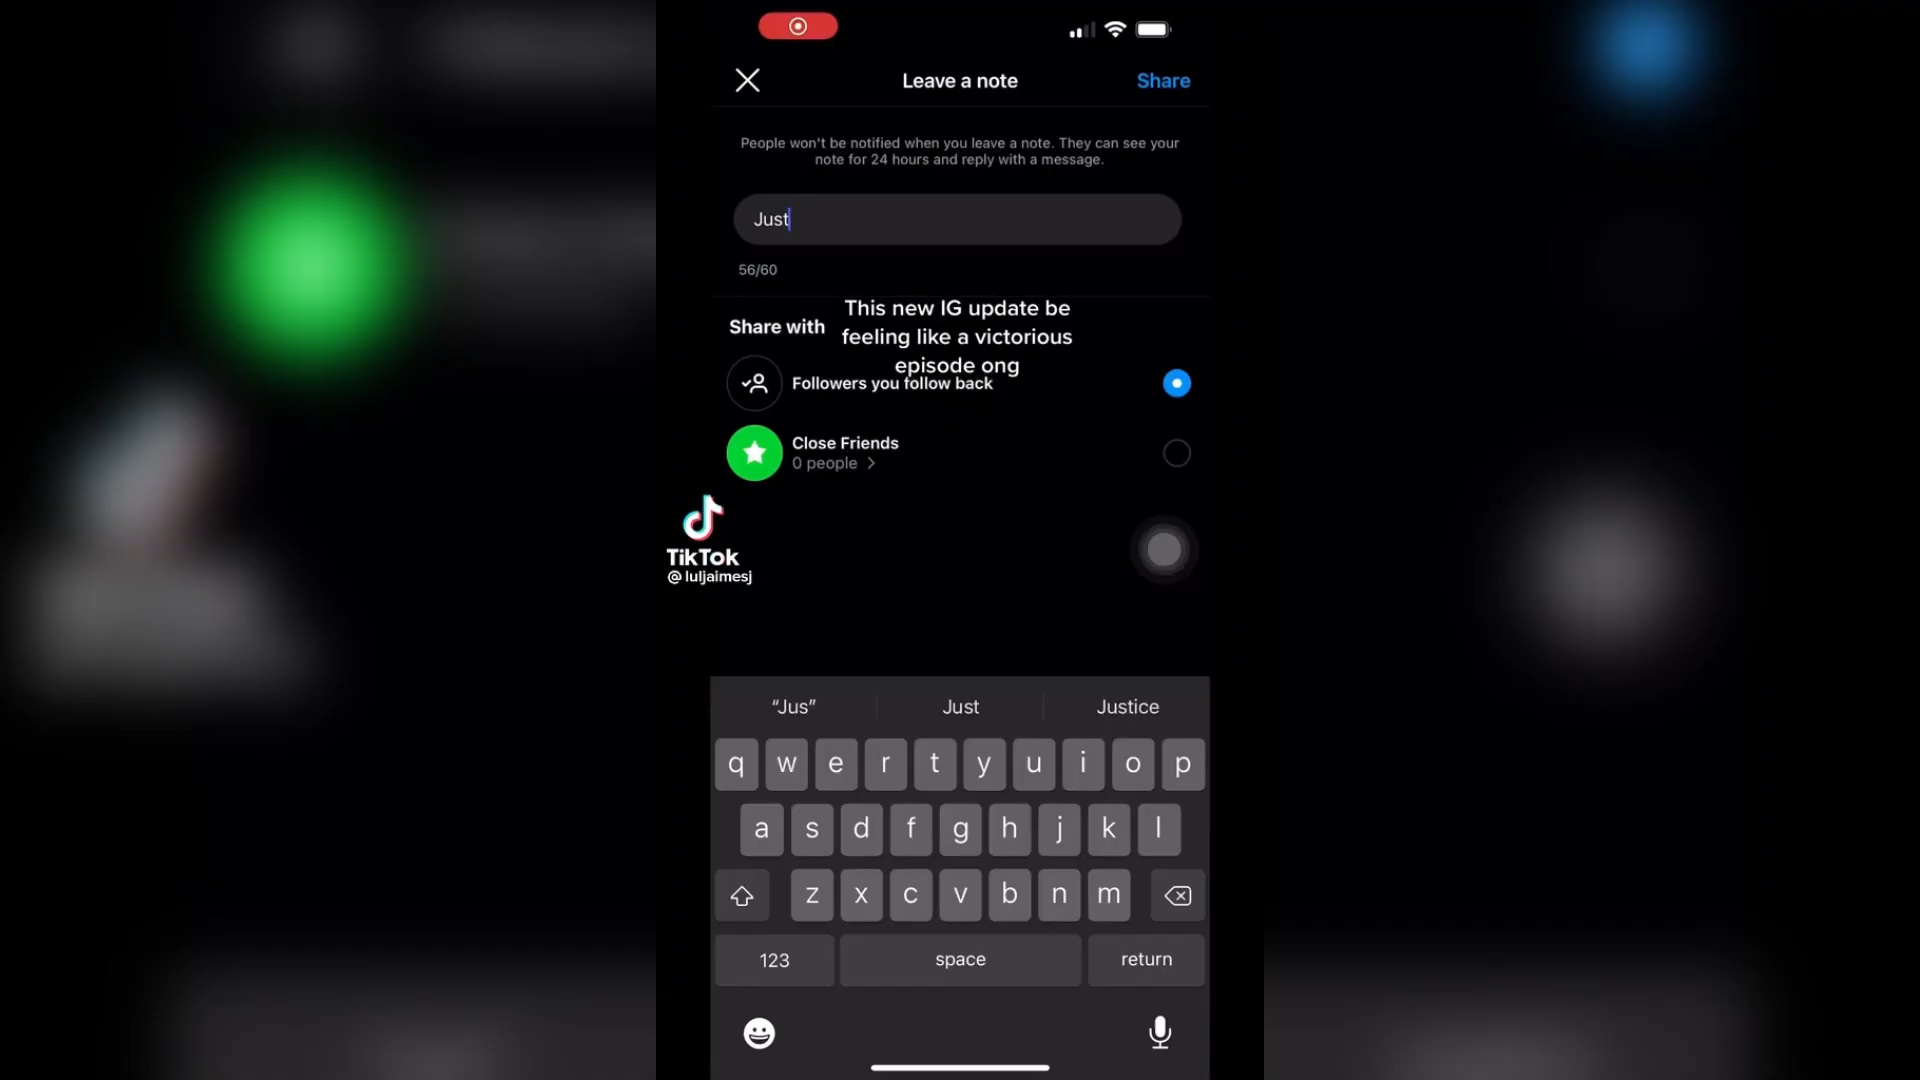 Leave a note
Share
People won't be notified when you leave a note. They can see your
note for 24 hours and reply with a message.
Just
56/60
This new IG update be
feeling like a victorious
episode ong
Share with
Followers you follow back
Close Friends
0 people
TikTok
@luljaimesj
“Jus” Just Justice
q w e r t y u i o p
a s d f g h j k l
z x c v b n m
123 space return